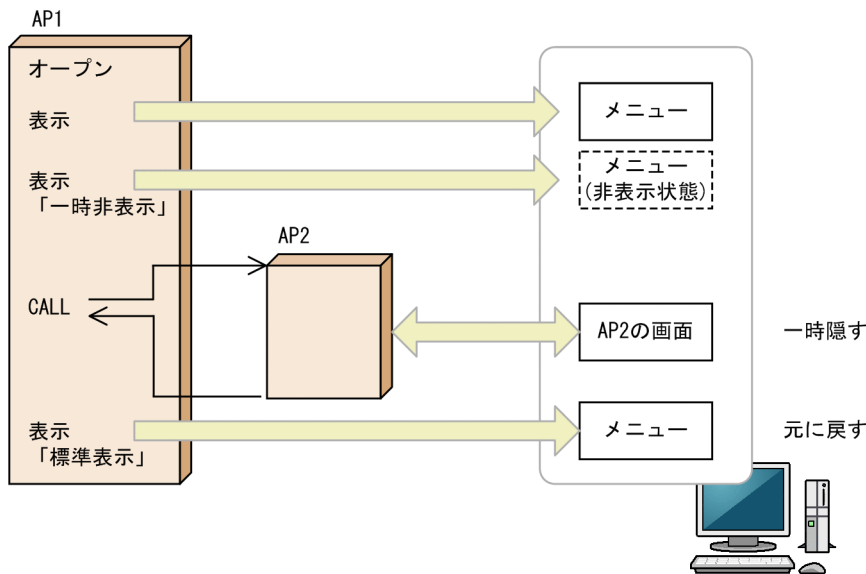 AP1
オープン
表示
メニュー
表示
「一時非表示」
メニュー
(非表示状態)
AP2
CALL
AP2の画面
一時隠す
表示
「標準表示」
メニュー
元に戻す